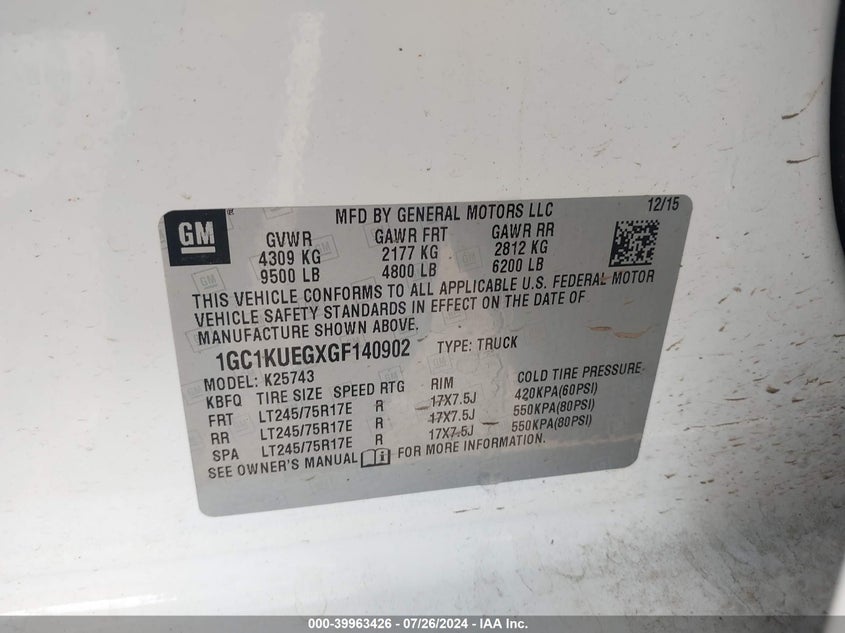 GM
MFD BY GENERAL MOTORS LLC 12/15
GVWR GAWR FRT GAWR RR
4309 KG 2177 KG 2812 KG
9500 LB 4800 LB 6200 LB
THIS VEHICLE CONFORMS TO ALL APPLICABLE U.S. FEDERAL MOTOR
VEHICLE SAFETY STANDARDS IN EFFECT ON THE DATE OF
MANUFACTURE SHOWN ABOVE.
1GC1KUEGXGF140902 TYPE: TRUCK
MODEL: K25743
KBFQ TIRE SIZE SPEED RTG RIM COLD TIRE PRESSURE
FRT LT245/75R17E R 17X7.5J 420KPA(60PSI)
RR LT245/75R17E R 17X7.5J 550KPA(80PSI)
SPA LT245/75R17E R 17X7.5J 550KPA(80PSI)
SEE OWNER'S MANUAL FOR MORE INFORMATION.
000-39963426 - 07/26/2024 - IAA Inc.